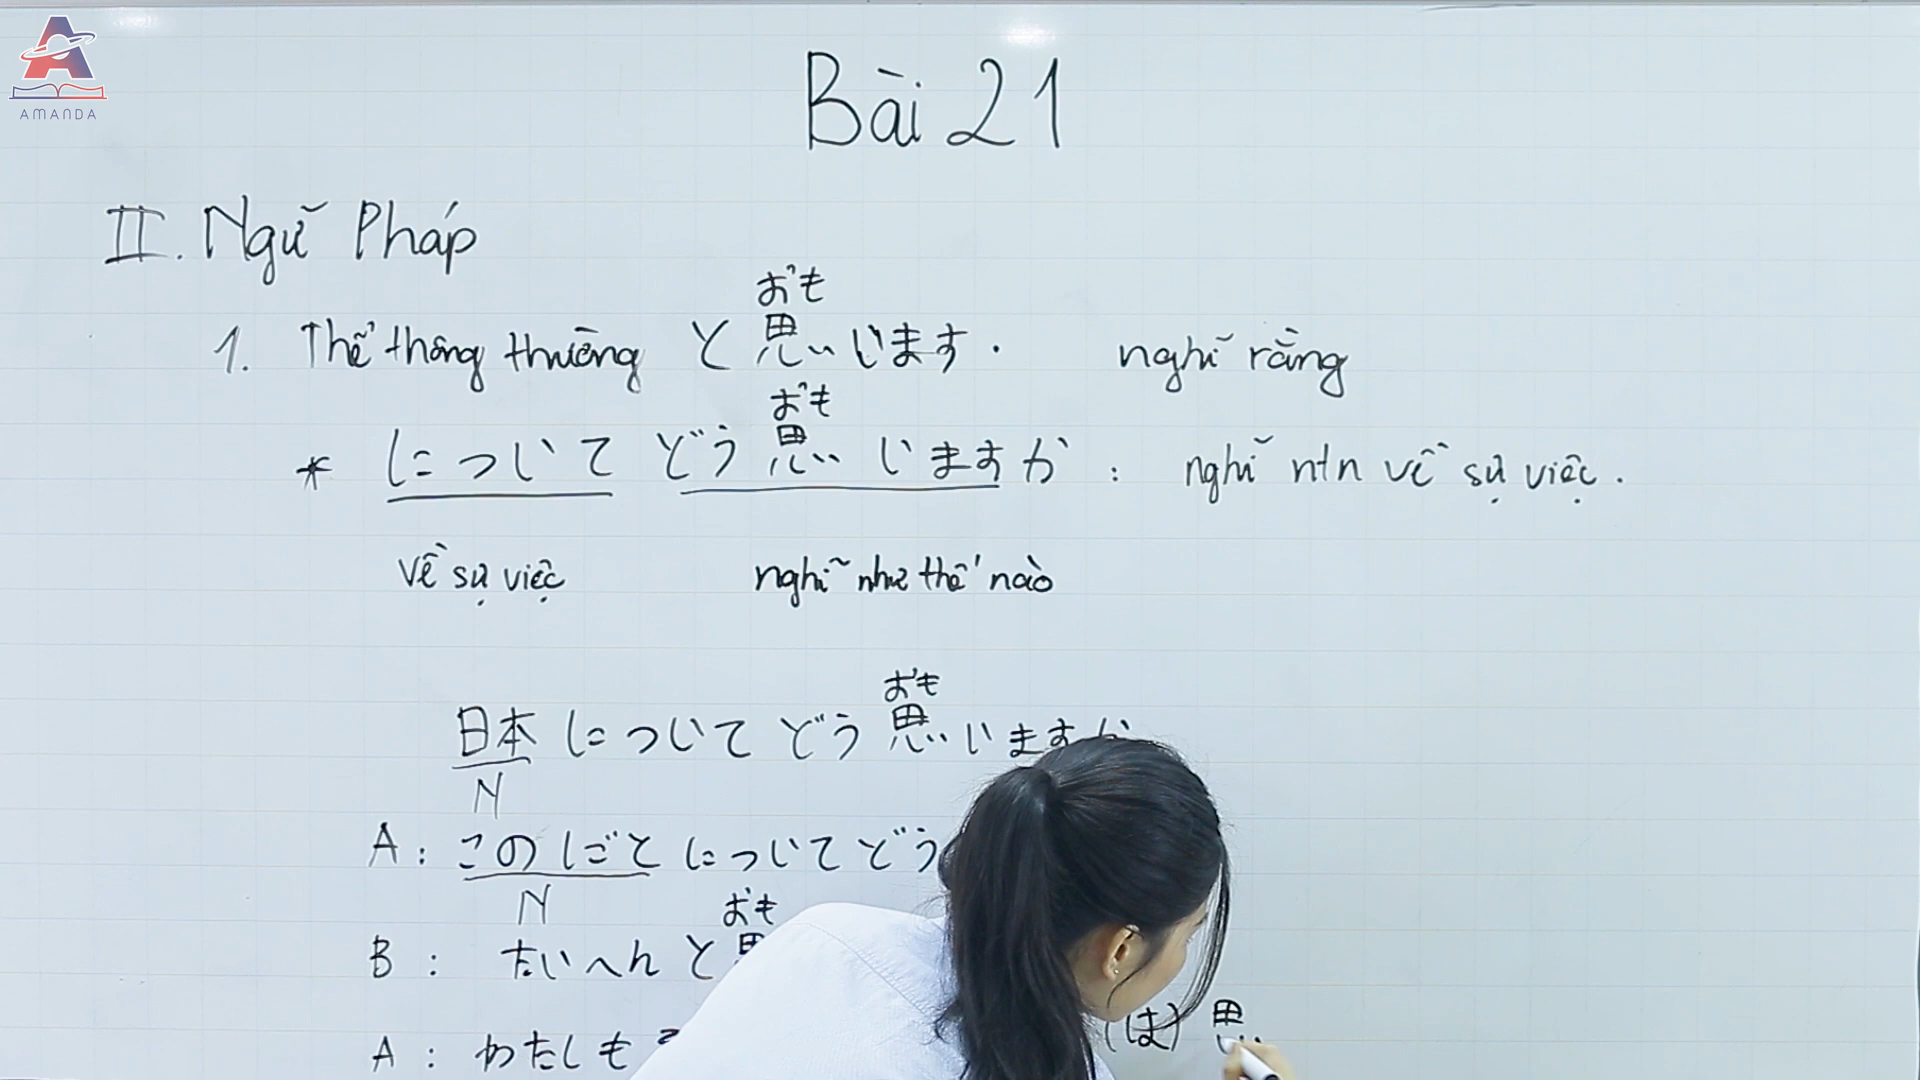 AMANDA
Bài 21
II. Ngữ Pháp
おも
1. Thể thông thường と思います. nghĩ rằng
おも
* について どう思いますか : nghĩ ntn về sự việc.
về sự việc nghĩ như thế nào
おも
日本 について どう 思いますか
N
A : このしごと について どう
N
おも
B : たいへん と思
A : わたしも (は) 思